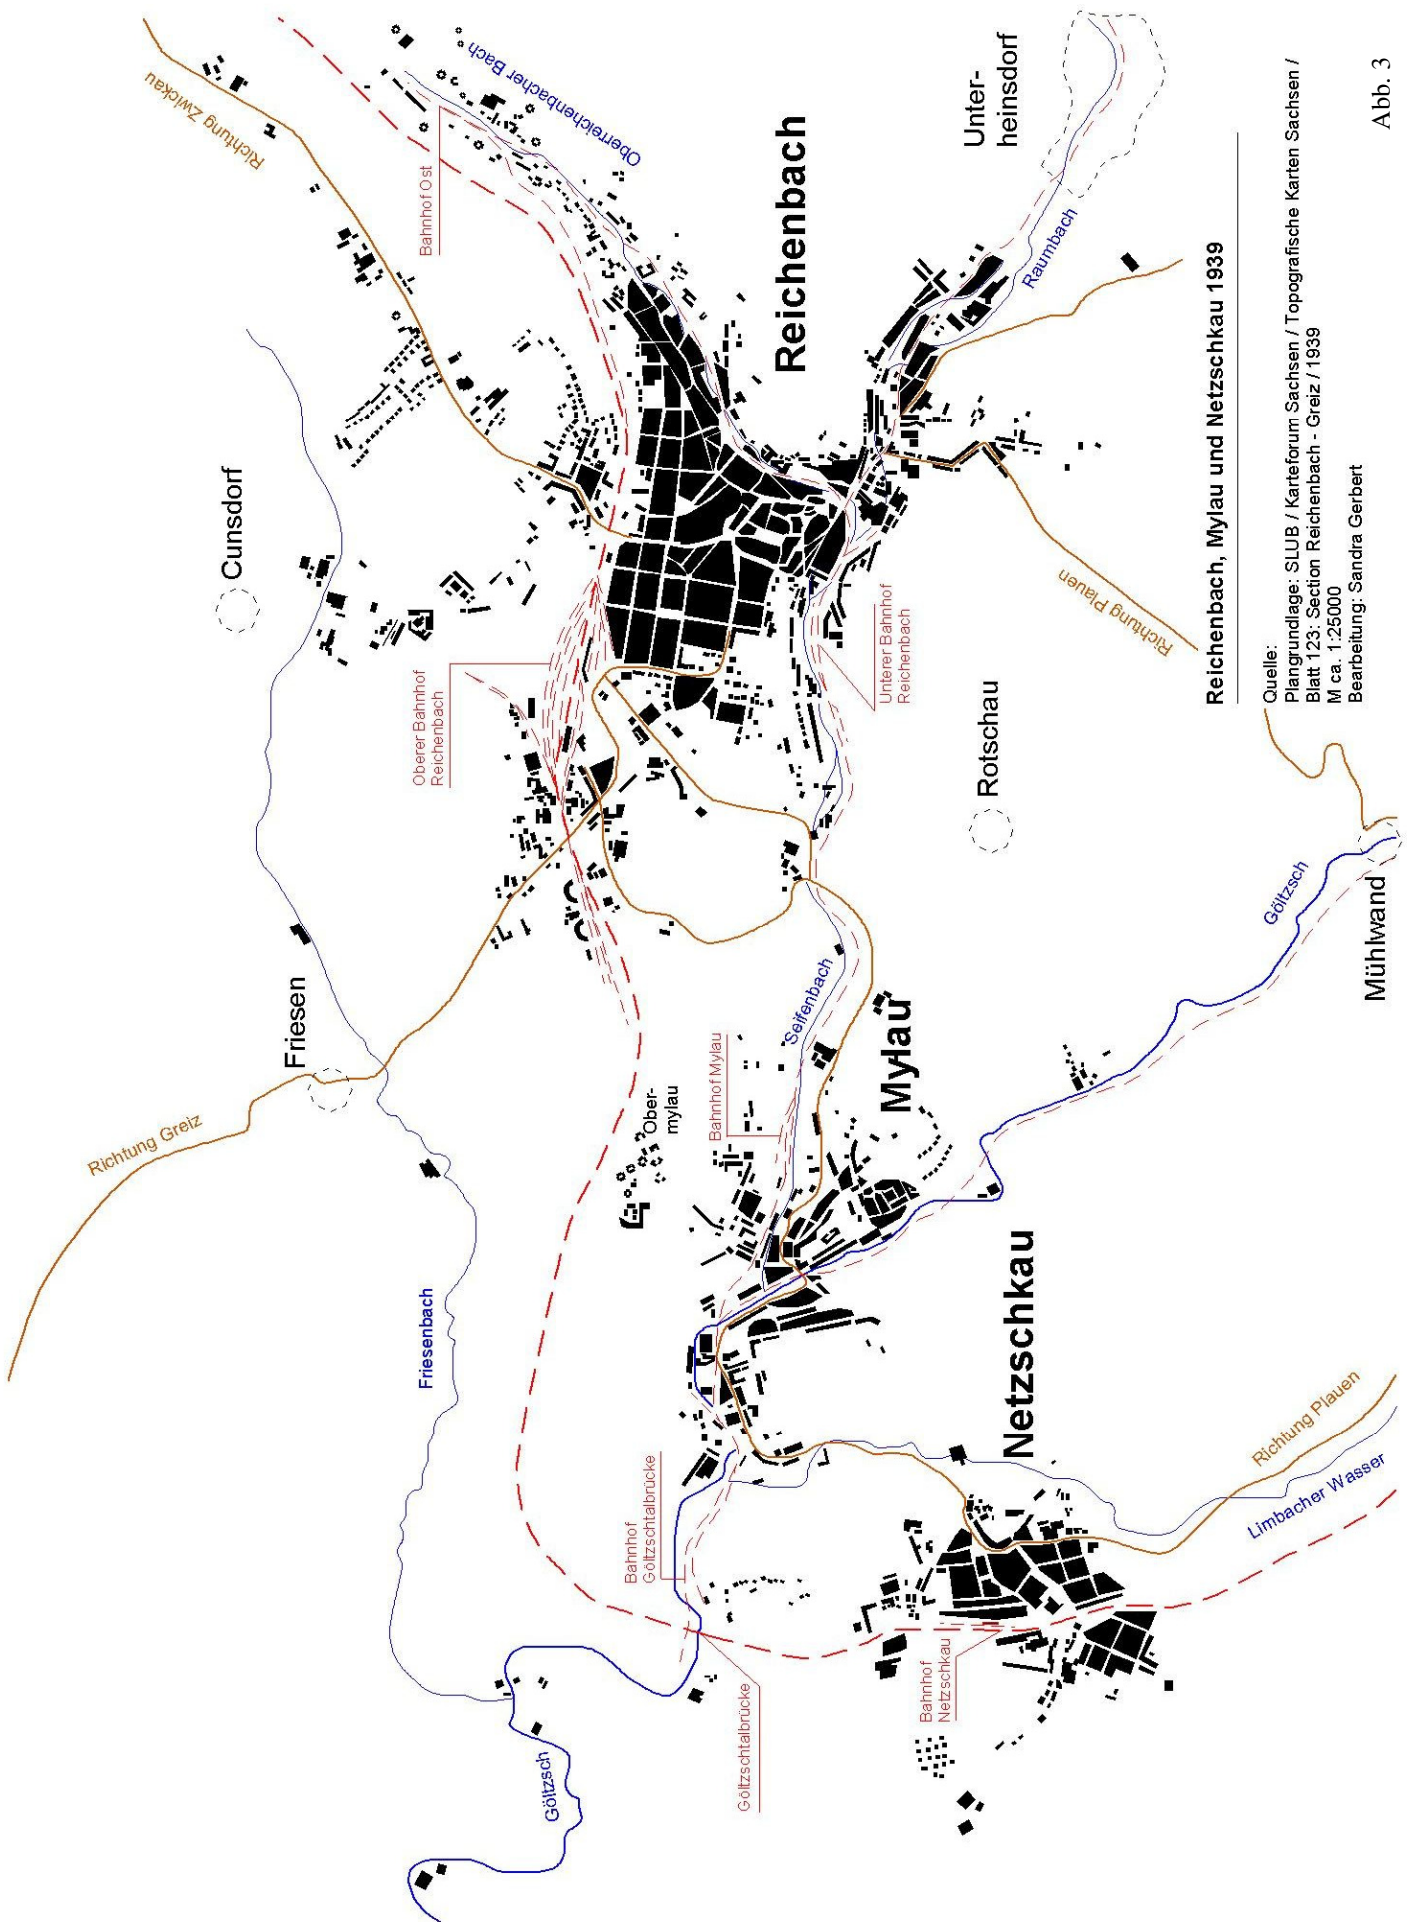 Richtung Zwickau
Bahnhof Ost
Oberreichenbacher Bach
Cunsdorf
Reichenbach
Unter-
heinsdorf
Raumbach
Oberer Bahnhof
Reichenbach
Unterer Bahnhof
Reichenbach
Richtung Plauen
Rotschau
Friesen
Richtung Greiz
Ober-
mylau
Bahnhof Mylau
Seifenbach
Mylau
Göltzsch
Mühlwand
Friesenbach
Bahnhof
Göltzschtalbrücke
Netzschkau
Richtung Plauen
Limbacher Wasser
Göltzsch
Göltzschtalbrücke
Bahnhof
Netzschkau
Reichenbach, Mylau und Netzschkau 1939
Quelle:
Plangrundlage: SLUB / Karteforum Sachsen / Topografische Karten Sachsen /
Blatt 123: Section Reichenbach - Greiz / 1939
M ca. 1:25000
Bearbeitung: Sandra Gerbert
Abb. 3